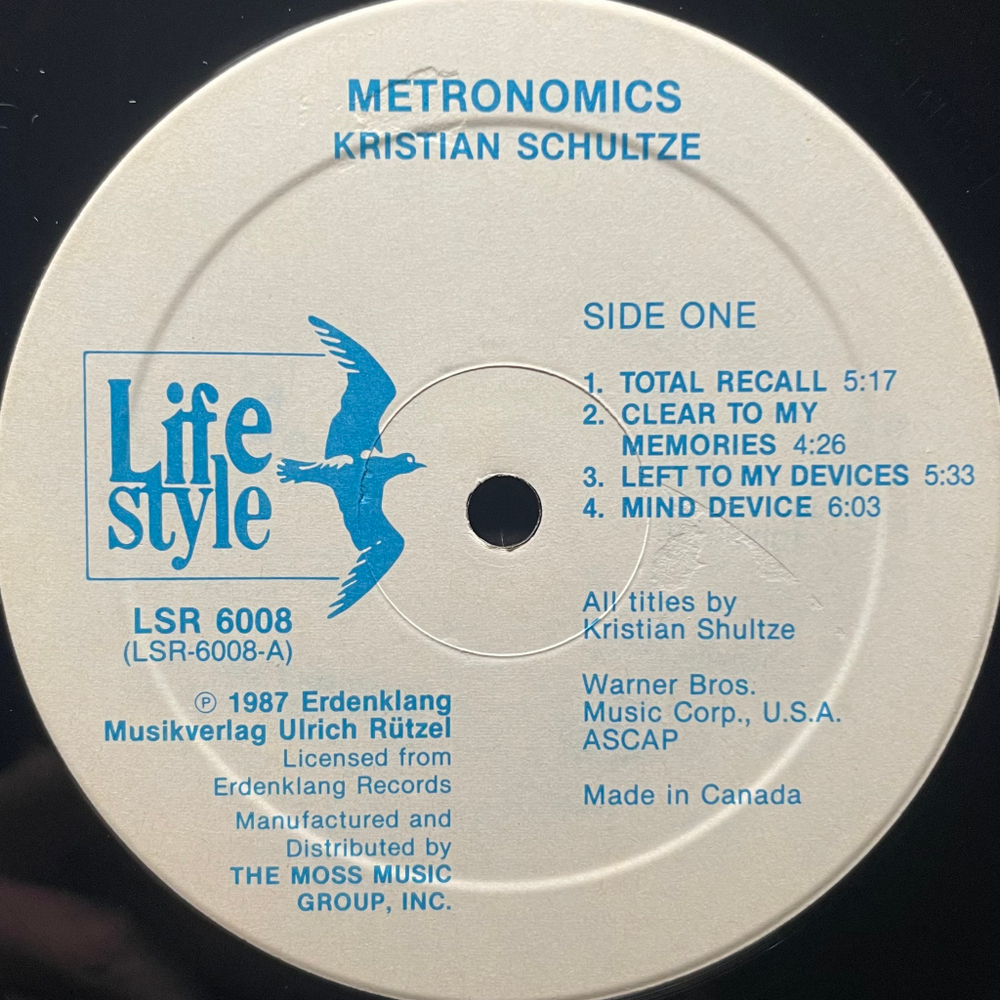 METRONOMICS
KRISTIAN SCHULTZE
SIDE ONE
1. TOTAL RECALL 5:17
2. CLEAR TO MY
MEMORIES 4:26
3. LEFT TO MY DEVICES 5:33
4. MIND DEVICE 6:03
Life
style
LSR 6008
(LSR-6008-A)
℗ 1987 Erdenklang
Musikverlag Ulrich Rützel
Licensed from
Erdenklang Records
Manufactured and
Distributed by
THE MOSS MUSIC
GROUP, INC.
All titles by
Kristian Shultze
Warner Bros.
Music Corp., U.S.A.
ASCAP
Made in Canada